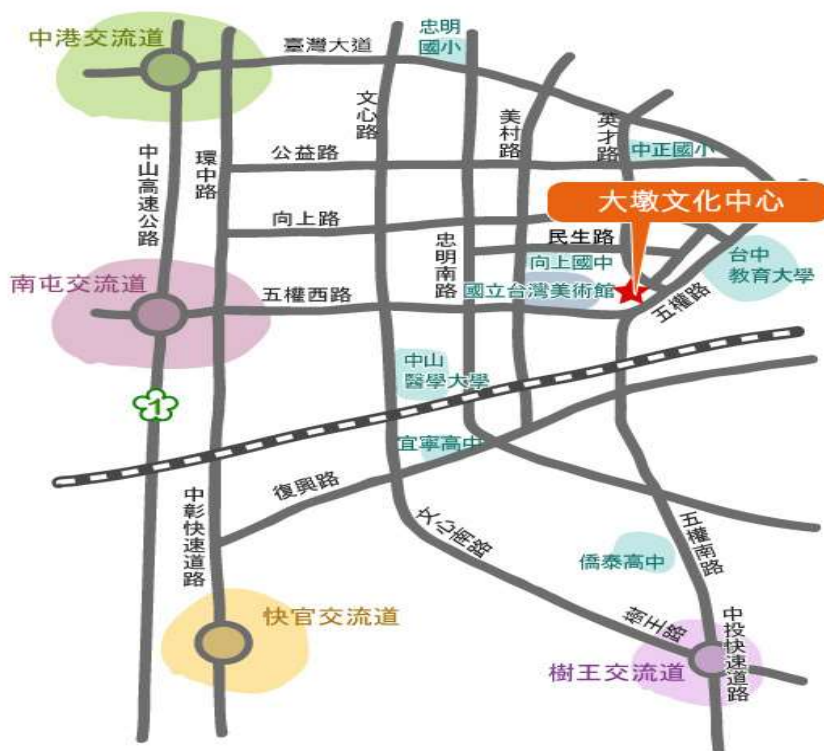 忠明
國小
中港交流道
臺灣大道
文心路
美村路
英才路
中正國小
中山高速公路
環中路
公益路
大墩文化中心
向上路
民生路
忠明南路
向上國中
台中
教育大學
南屯交流道
五權西路
國立台灣美術館
五權路
中山
醫學大學
1
宜寧高中
復興路
中彰快速道路
文心南路
五權南路
僑泰高中
快官交流道
樹王路
中投快速道路
樹王交流道